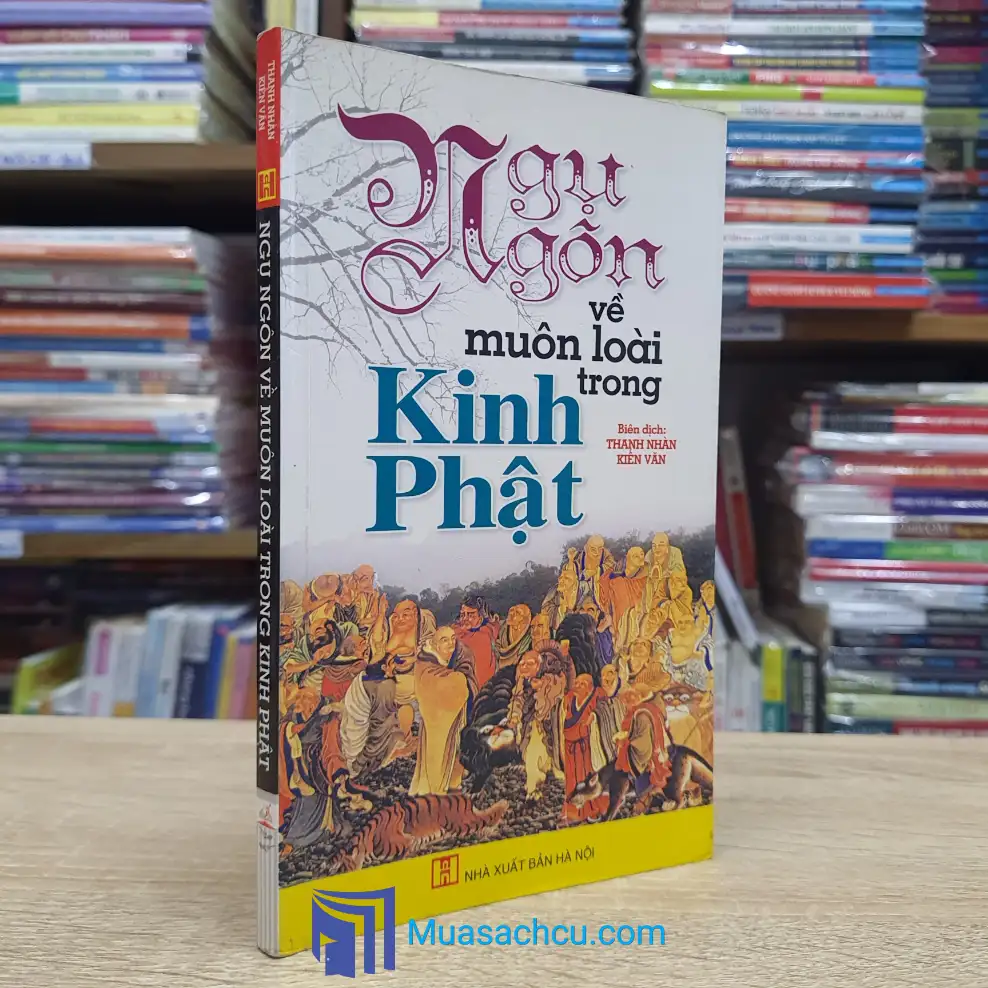 THANH NHÀN
KIẾN VĂN
NGỤ NGÔN VỀ MUÔN LOÀI TRONG KINH PHẬT
Ngụ
Ngôn
về
muôn loài
trong
Kinh
Phật
Biên dịch:
THANH NHÀN
KIẾN VĂN
NHÀ XUẤT BẢN HÀ NỘI
Muasachcu.com